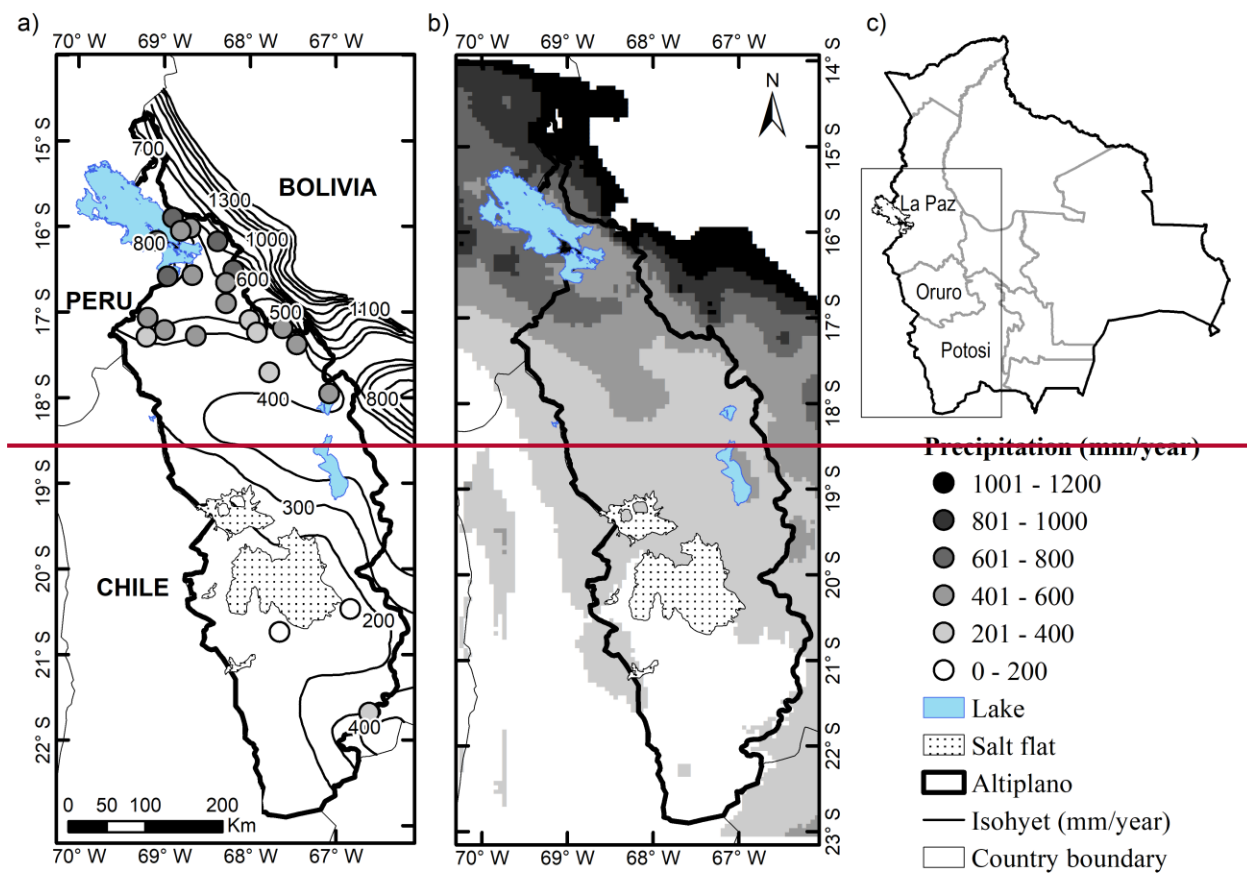 a)
70° W 69° W 68° W 67° W
15° S
16° S
17° S
18° S
19° S
20° S
21° S
22° S
700
BOLIVIA
1300
800
1000
600
PERU
500
1100
400
800
300
CHILE
200
400
0 50 100 200
Km
70° W 69° W 68° W 67° W
b)
70° W 69° W 68° W 67° W
N
14° S
15° S
16° S
17° S
18° S
19° S
20° S
21° S
22° S
23° S
70° W 69° W 68° W 67° W
c)
La Paz
Oruro
Potosi
Precipitation (mm/year)
1001 - 1200
801 - 1000
601 - 800
401 - 600
201 - 400
0 - 200
Lake
Salt flat
Altiplano
Isohyet (mm/year)
Country boundary